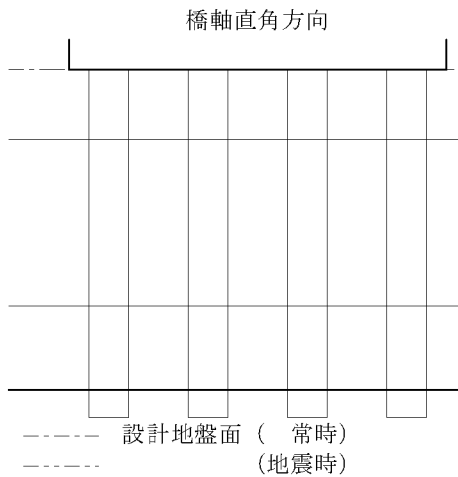 橋軸直角方向
設計地盤面（　常時）
（地震時）